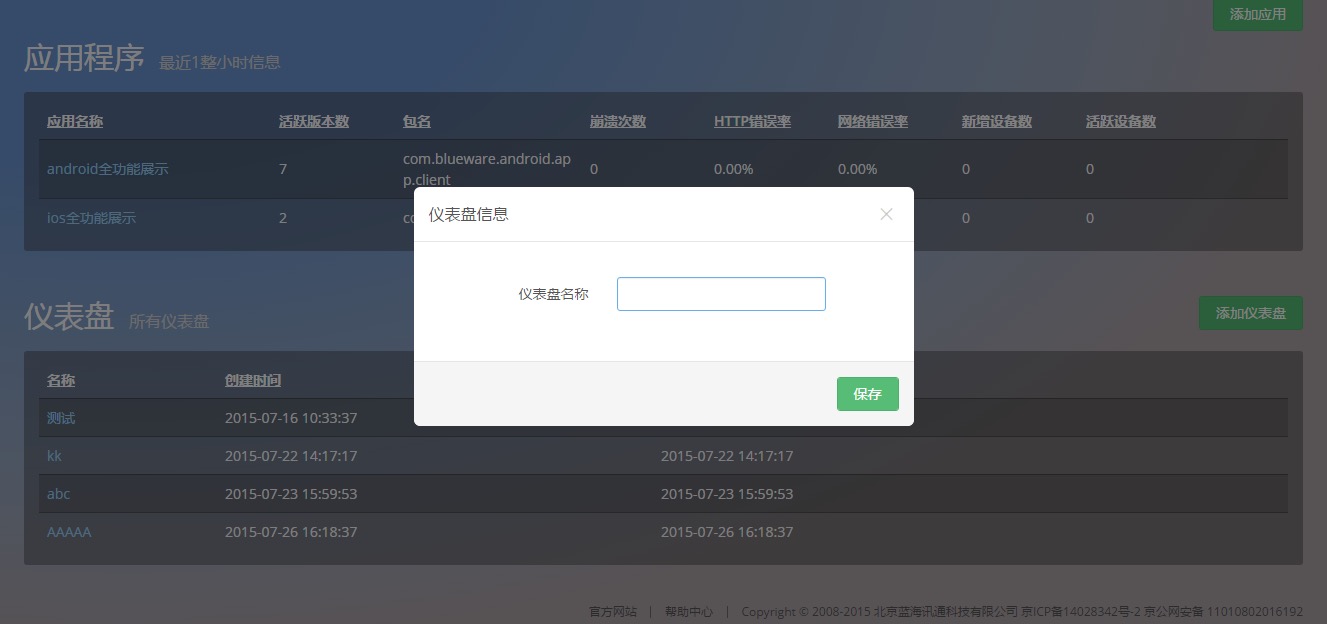 添加应用
应用程序 最近1整小时信息
应用名称 活跃版本数 包名 崩溃次数 HTTP错误率 网络错误率 新增设备数 活跃设备数
android全功能展示 7 com.blueware.android.ap 0 0.00% 0.00% 0 0
p.client
ios全功能展示 2 0 0
仪表盘信息
仪表盘名称
保存
仪表盘 所有仪表盘 添加仪表盘
名称 创建时间
测试 2015-07-16 10:33:37
kk 2015-07-22 14:17:17 2015-07-22 14:17:17
abc 2015-07-23 15:59:53 2015-07-23 15:59:53
AAAAA 2015-07-26 16:18:37 2015-07-26 16:18:37
官方网站 | 帮助中心 | Copyright © 2008-2015 北京蓝海讯通科技有限公司 京ICP备14028342号-2 京公网安备 11010802016192